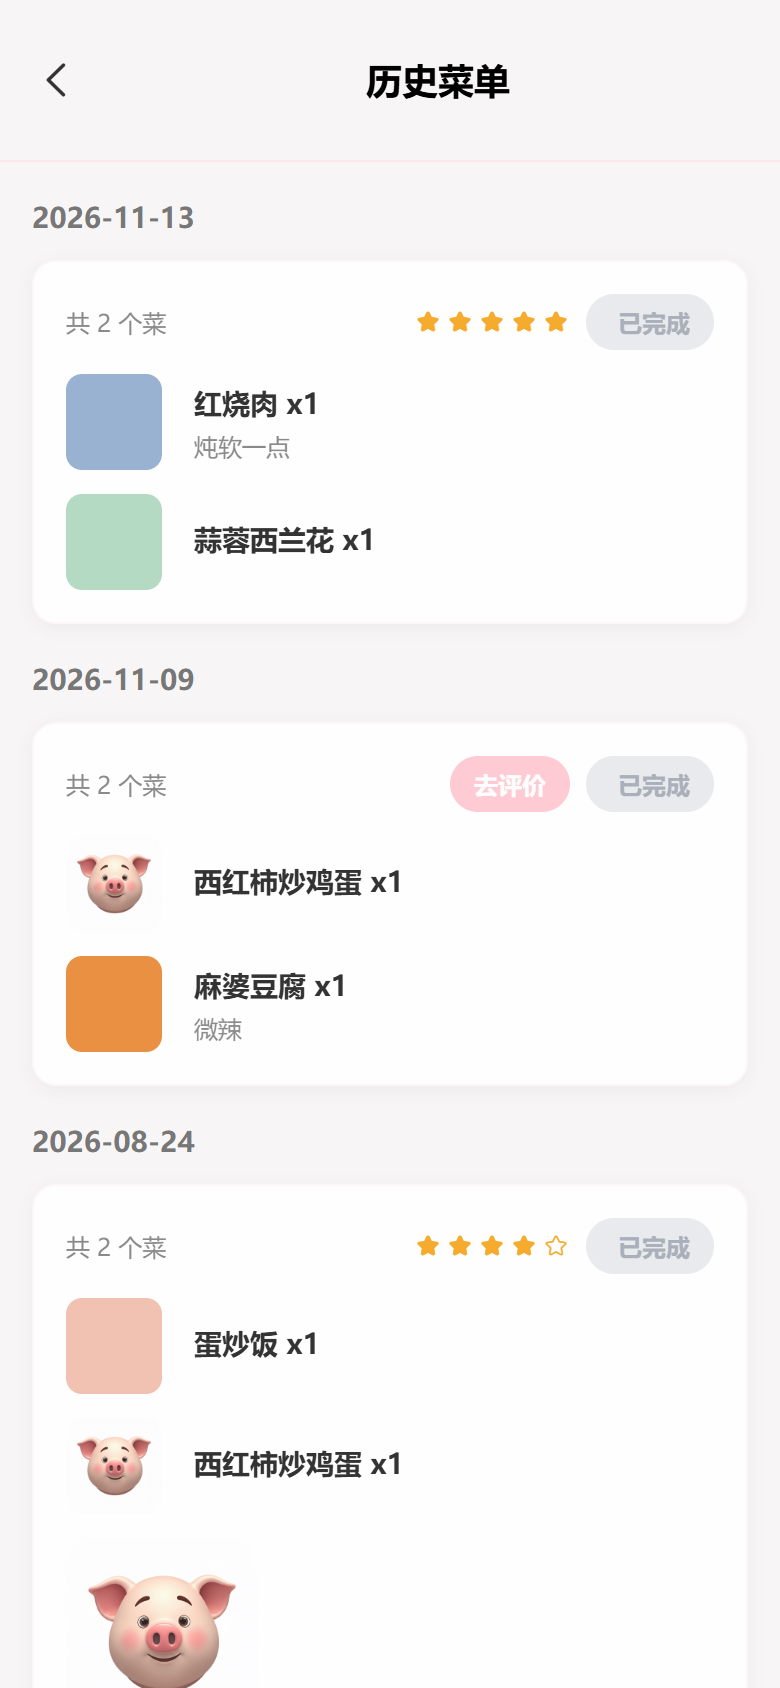 历史菜单
2026-11-13
共 2 个菜
已完成
红烧肉 x1
炖软一点
蒜蓉西兰花 x1
2026-11-09
共 2 个菜
去评价
已完成
西红柿炒鸡蛋 x1
麻婆豆腐 x1
微辣
2026-08-24
共 2 个菜
已完成
蛋炒饭 x1
西红柿炒鸡蛋 x1